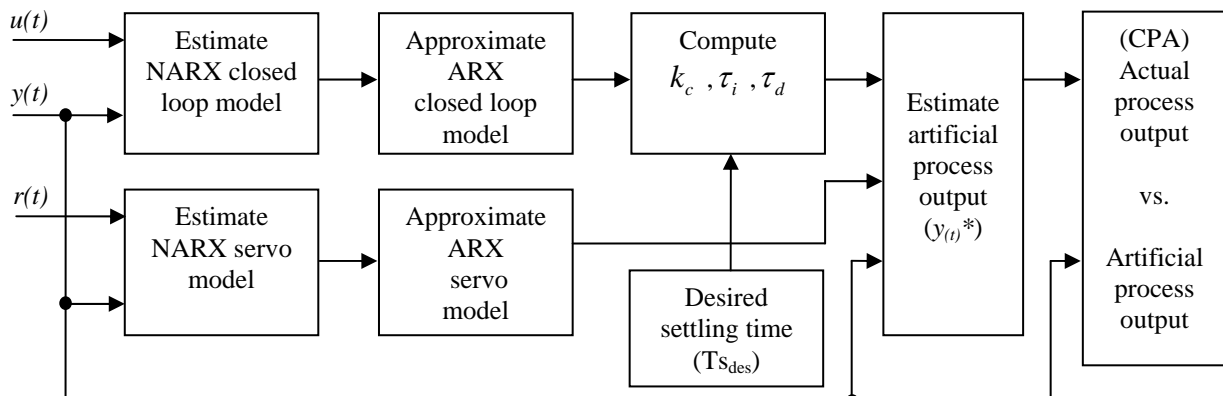 u(t)
y(t)
r(t)
Estimate
NARX closed
loop model
Approximate
ARX
closed loop
model
Compute
k_c , τ_i , τ_d
Estimate
NARX servo
model
Approximate
ARX
servo
model
Desired
settling time
(Ts_des)
Estimate
artificial
process
output
(y_(t)*)
(CPA)
Actual
process
output
vs.
Artificial
process
output